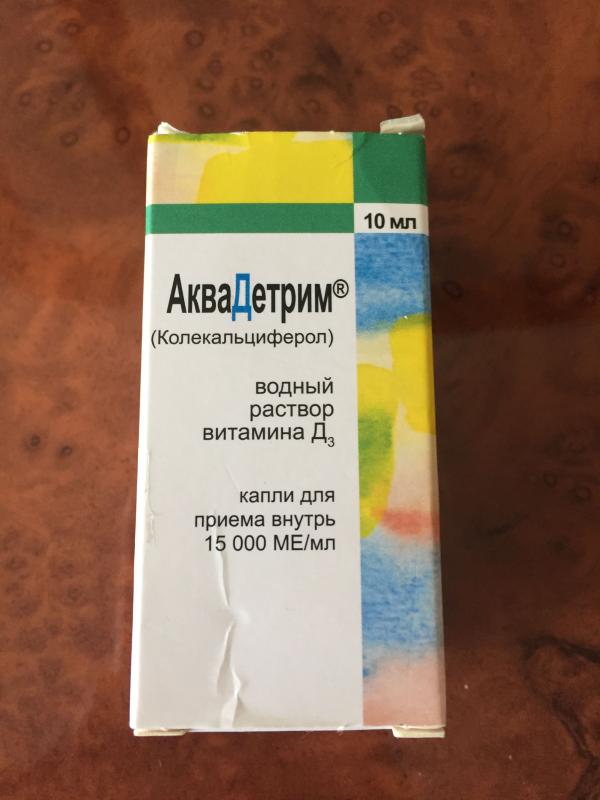 10 мл
АкваДетрим®
(Колекальциферол)
водный
раствор
витамина Д₃
капли для
приема внутрь
15 000 МЕ/мл